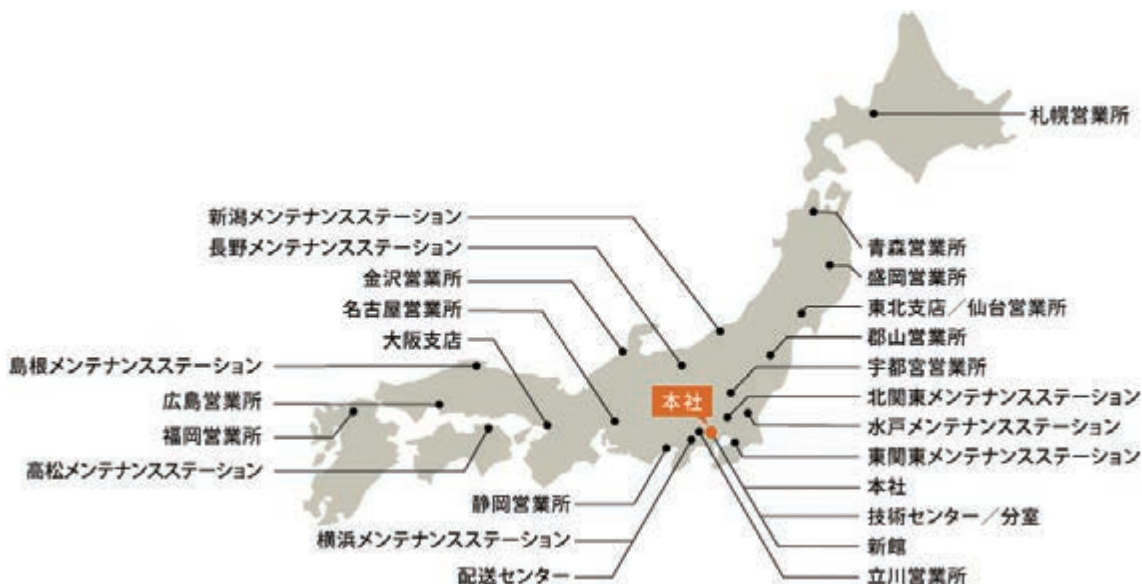 札幌営業所
新潟メンテナンスステーション
長野メンテナンスステーション
金沢営業所
名古屋営業所
大阪支店
島根メンテナンスステーション
広島営業所
福岡営業所
高松メンテナンスステーション
静岡営業所
横浜メンテナンスステーション
配送センター
本社
青森営業所
盛岡営業所
東北支店／仙台営業所
郡山営業所
宇都宮営業所
北関東メンテナンスステーション
水戸メンテナンスステーション
東関東メンテナンスステーション
本社
技術センター／分室
新館
立川営業所